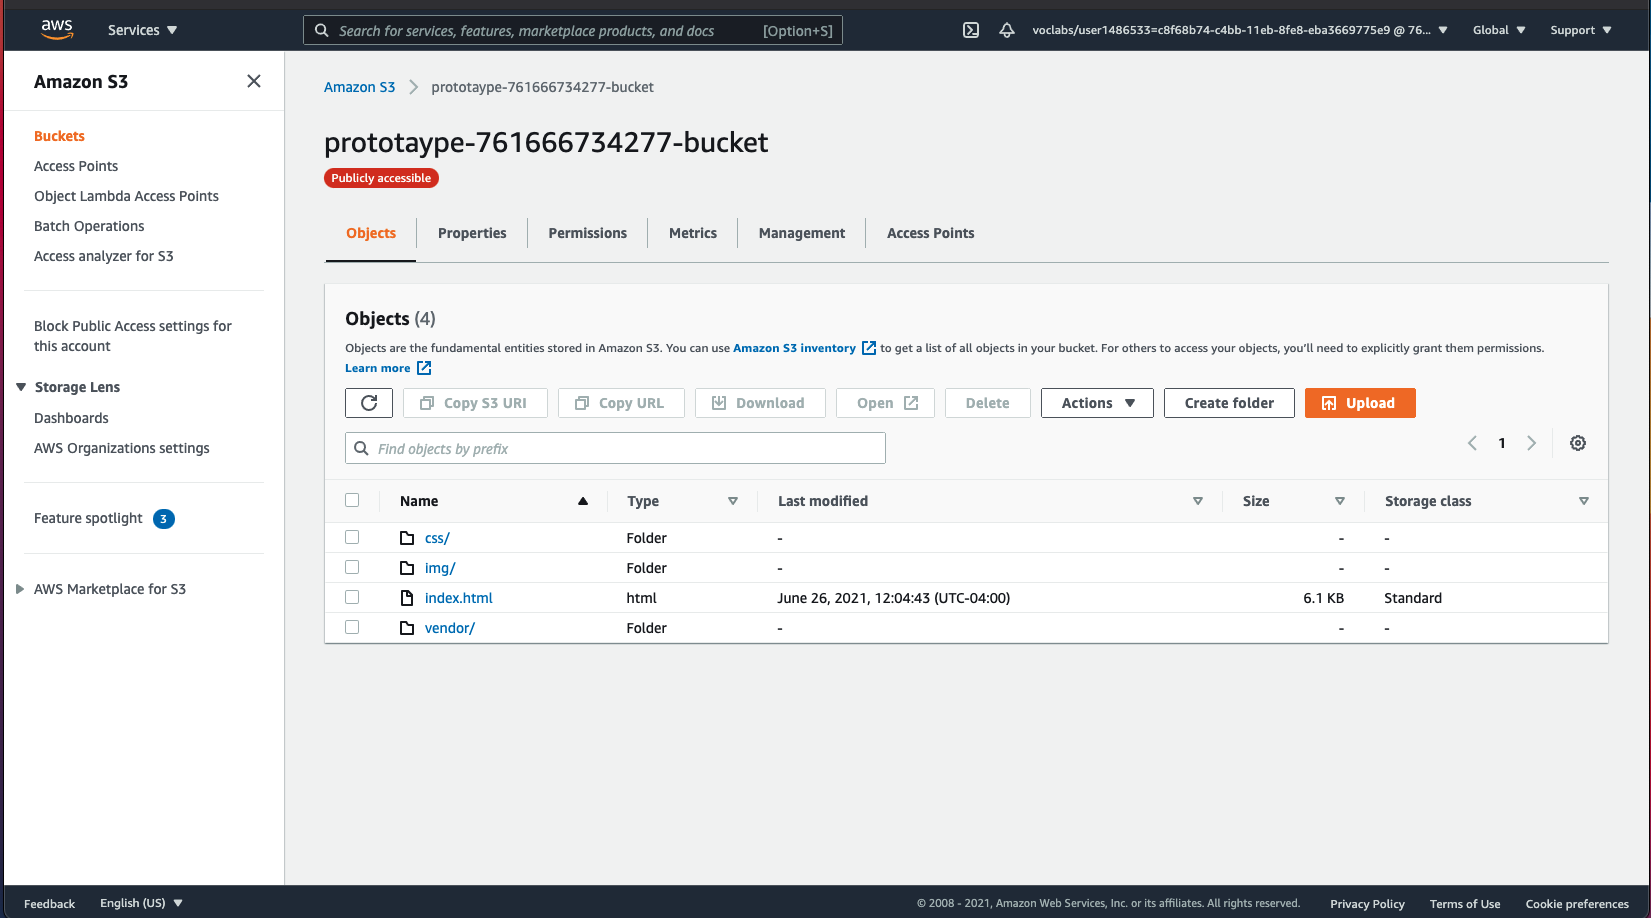 aws
Services
Search for services, features, marketplace products, and docs [Option+S]
voclabs/user1486533=c8f68b74-c4bb-11eb-8fe8-eba3669775e9 @ 76...
Global
Support
Amazon S3
Buckets
Access Points
Object Lambda Access Points
Batch Operations
Access analyzer for S3
Block Public Access settings for
this account
Storage Lens
Dashboards
AWS Organizations settings
Feature spotlight 3
AWS Marketplace for S3
Amazon S3 prototaype-761666734277-bucket
prototaype-761666734277-bucket
Publicly accessible
Objects Properties Permissions Metrics Management Access Points
Objects (4)
Objects are the fundamental entities stored in Amazon S3. You can use Amazon S3 inventory to get a list of all objects in your bucket. For others to access your objects, you'll need to explicitly grant them permissions.
Learn more
Copy S3 URI Copy URL Download Open Delete Actions Create folder Upload
Find objects by prefix
1
Name Type Last modified Size Storage class
css/ Folder - - -
img/ Folder - - -
index.html html June 26, 2021, 12:04:43 (UTC-04:00) 6.1 KB Standard
vendor/ Folder - - -
Feedback English (US) © 2008 - 2021, Amazon Web Services, Inc. or its affiliates. All rights reserved. Privacy Policy Terms of Use Cookie preferences